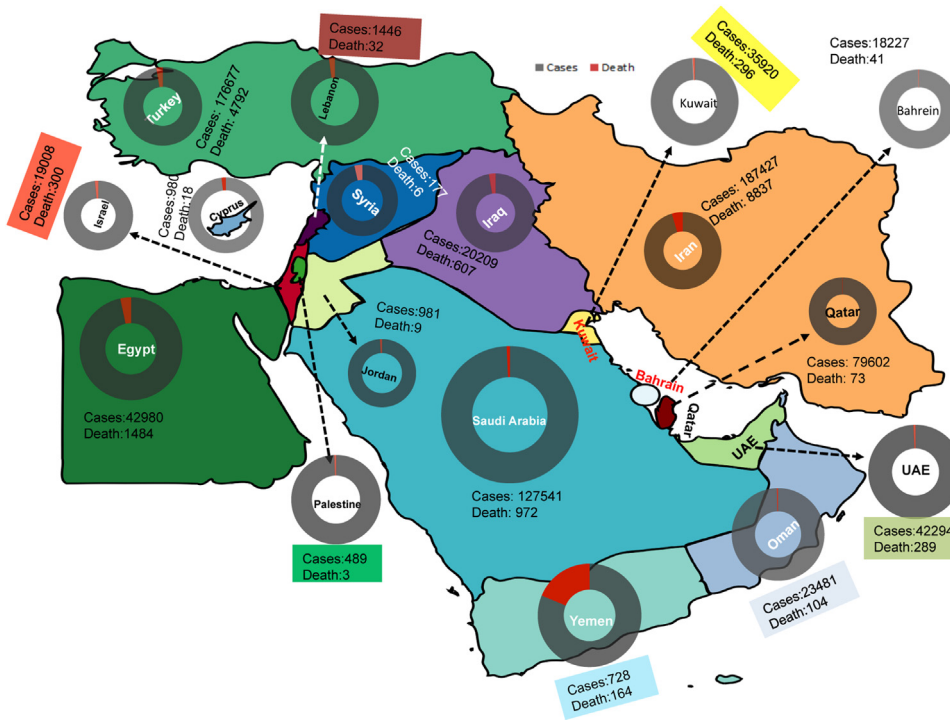 Cases:1446
Death:32
Cases:35920
Death:296
Cases:18227
Death:41
Cases Death
Turkey
Cases: 176677
Death: 4792
Lebanon
Kuwait
Bahrein
Cases:19008
Death:300
Israel
Cases:980
Death:18
Cyprus
Syria
Cases:177
Death:6
Iraq
Cases:20209
Death:607
Iran
Cases: 187427
Death: 8837
Egypt
Cases:42980
Death:1484
Cases:981
Death:9
Jordan
Kuwait
Qatar
Cases: 79602
Death: 73
Bahrain
Qatar
UAE
Saudi Arabia
Cases: 127541
Death: 972
UAE
Cases:42294
Death:289
Palestine
Cases:489
Death:3
Oman
Cases:23481
Death:104
Yemen
Cases:728
Death:164